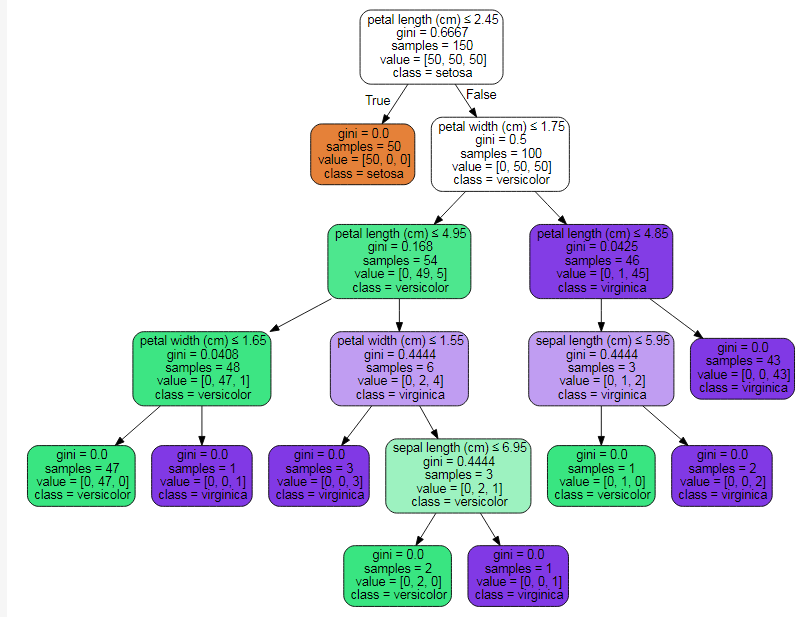 petal length (cm) ≤ 2.45
gini = 0.6667
samples = 150
value = [50, 50, 50]
class = setosa
True
False
gini = 0.0
samples = 50
value = [50, 0, 0]
class = setosa
petal width (cm) ≤ 1.75
gini = 0.5
samples = 100
value = [0, 50, 50]
class = versicolor
petal length (cm) ≤ 4.95
gini = 0.168
samples = 54
value = [0, 49, 5]
class = versicolor
petal length (cm) ≤ 4.85
gini = 0.0425
samples = 46
value = [0, 1, 45]
class = virginica
petal width (cm) ≤ 1.65
gini = 0.0408
samples = 48
value = [0, 47, 1]
class = versicolor
petal width (cm) ≤ 1.55
gini = 0.4444
samples = 6
value = [0, 2, 4]
class = virginica
sepal length (cm) ≤ 5.95
gini = 0.4444
samples = 3
value = [0, 1, 2]
class = virginica
gini = 0.0
samples = 43
value = [0, 0, 43]
class = virginica
gini = 0.0
samples = 47
value = [0, 47, 0]
class = versicolor
gini = 0.0
samples = 1
value = [0, 0, 1]
class = virginica
gini = 0.0
samples = 3
value = [0, 0, 3]
class = virginica
sepal length (cm) ≤ 6.95
gini = 0.4444
samples = 3
value = [0, 2, 1]
class = versicolor
gini = 0.0
samples = 1
value = [0, 1, 0]
class = versicolor
gini = 0.0
samples = 2
value = [0, 0, 2]
class = virginica
gini = 0.0
samples = 2
value = [0, 2, 0]
class = versicolor
gini = 0.0
samples = 1
value = [0, 0, 1]
class = virginica